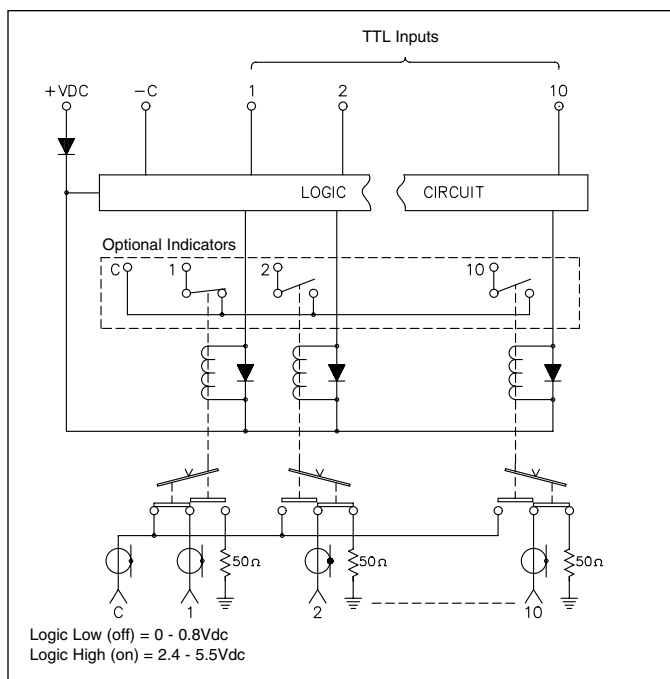 TTL Inputs
+VDC
−C
1
2
10
LOGIC
CIRCUIT
Optional Indicators
C
1
2
10
50Ω
50Ω
50Ω
C
1
2
10
Logic Low (off) = 0 - 0.8Vdc
Logic High (on) = 2.4 - 5.5Vdc